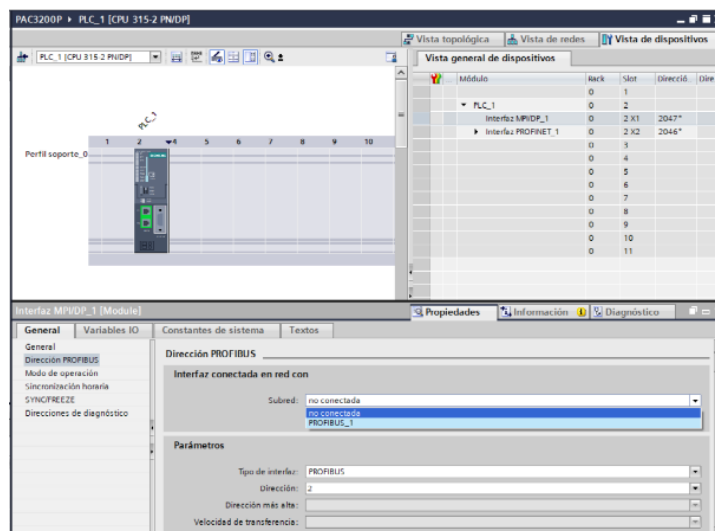 PAC3200P ▸ PLC_1 [CPU 315-2 PN/DP]
Vista topológica Vista de redes Vista de dispositivos
PLC_1 [CPU 315-2 PN/DP]
Vista general de dispositivos
Módulo Rack Slot Direcció.. Dire
0 1
PLC_1 0 2
Interfaz MPI/DP_1 0 2 X1 2047*
Interfaz PROFINET_1 0 2 X2 2046*
0 3
0 4
0 5
0 6
0 7
0 8
0 9
0 10
0 11
PLC_1
1 2 4 5 6 7 8 9 10
Perfil soporte_0
Interfaz MPI/DP_1 [Module]
Propiedades Información Diagnóstico
General Variables IO Constantes de sistema Textos
General
Dirección PROFIBUS
Modo de operación
Sincronización horaria
SYNC/FREEZE
Direcciones de diagnóstico
Dirección PROFIBUS
Interfaz conectada en red con
Subred: no conectada
no conectada
PROFIBUS_1
Parámetros
Tipo de interfaz: PROFIBUS
Dirección: 2
Dirección más alta:
Velocidad de transferencia: